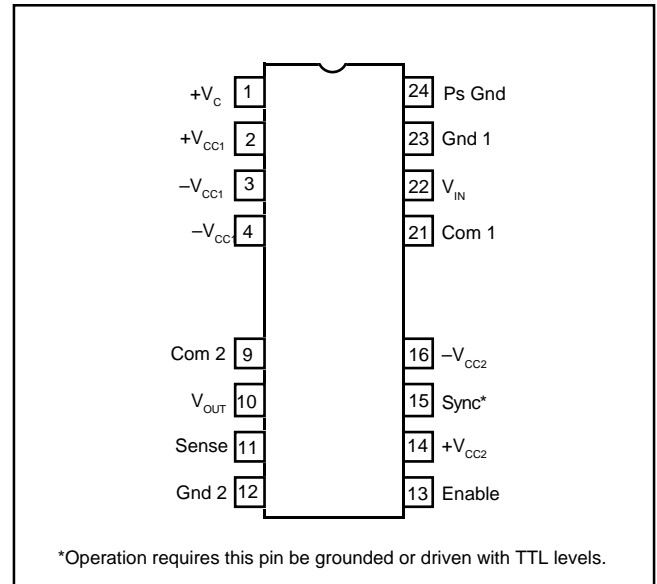 +VC 1 24 Ps Gnd
+VCC1 2 23 Gnd 1
–VCC1 3 22 VIN
–VCC1 4 21 Com 1
Com 2 9 16 –VCC2
VOUT 10 15 Sync*
Sense 11 14 +VCC2
Gnd 2 12 13 Enable
*Operation requires this pin be grounded or driven with TTL levels.